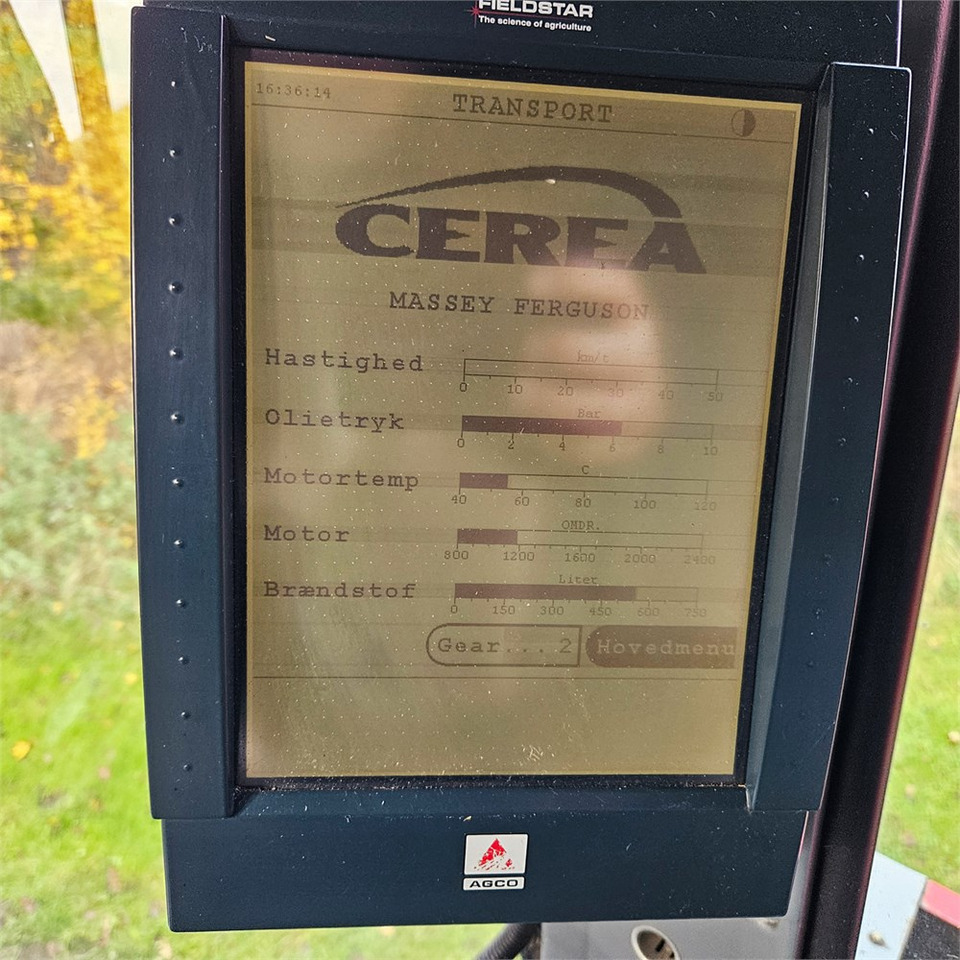 FIELDSTAR
The science of agriculture
16:36:14
TRANSPORT
CEREA
MASSEY FERGUSON
Hastighed
km/t
0 10 20 30 40 50
Olietryk
Bar
0 2 4 6 8 10
Motortemp
C
40 60 80 100 120
Motor
OMDR.
800 1200 1600 2000 2400
Brændstof
Liter
0 150 300 450 600 750
Gear....2 Hovedmenu
AGCO